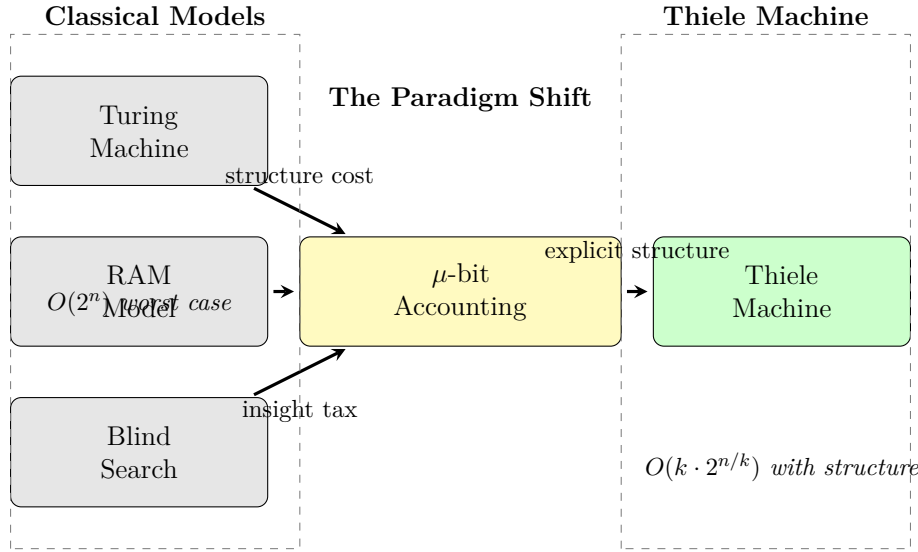 Classical Models
Thiele Machine
The Paradigm Shift
Turing
Machine
structure cost
RAM
Model
O(2^n) worst case
μ-bit
Accounting
explicit structure
Thiele
Machine
insight tax
Blind
Search
O(k · 2^{n/k}) with structure